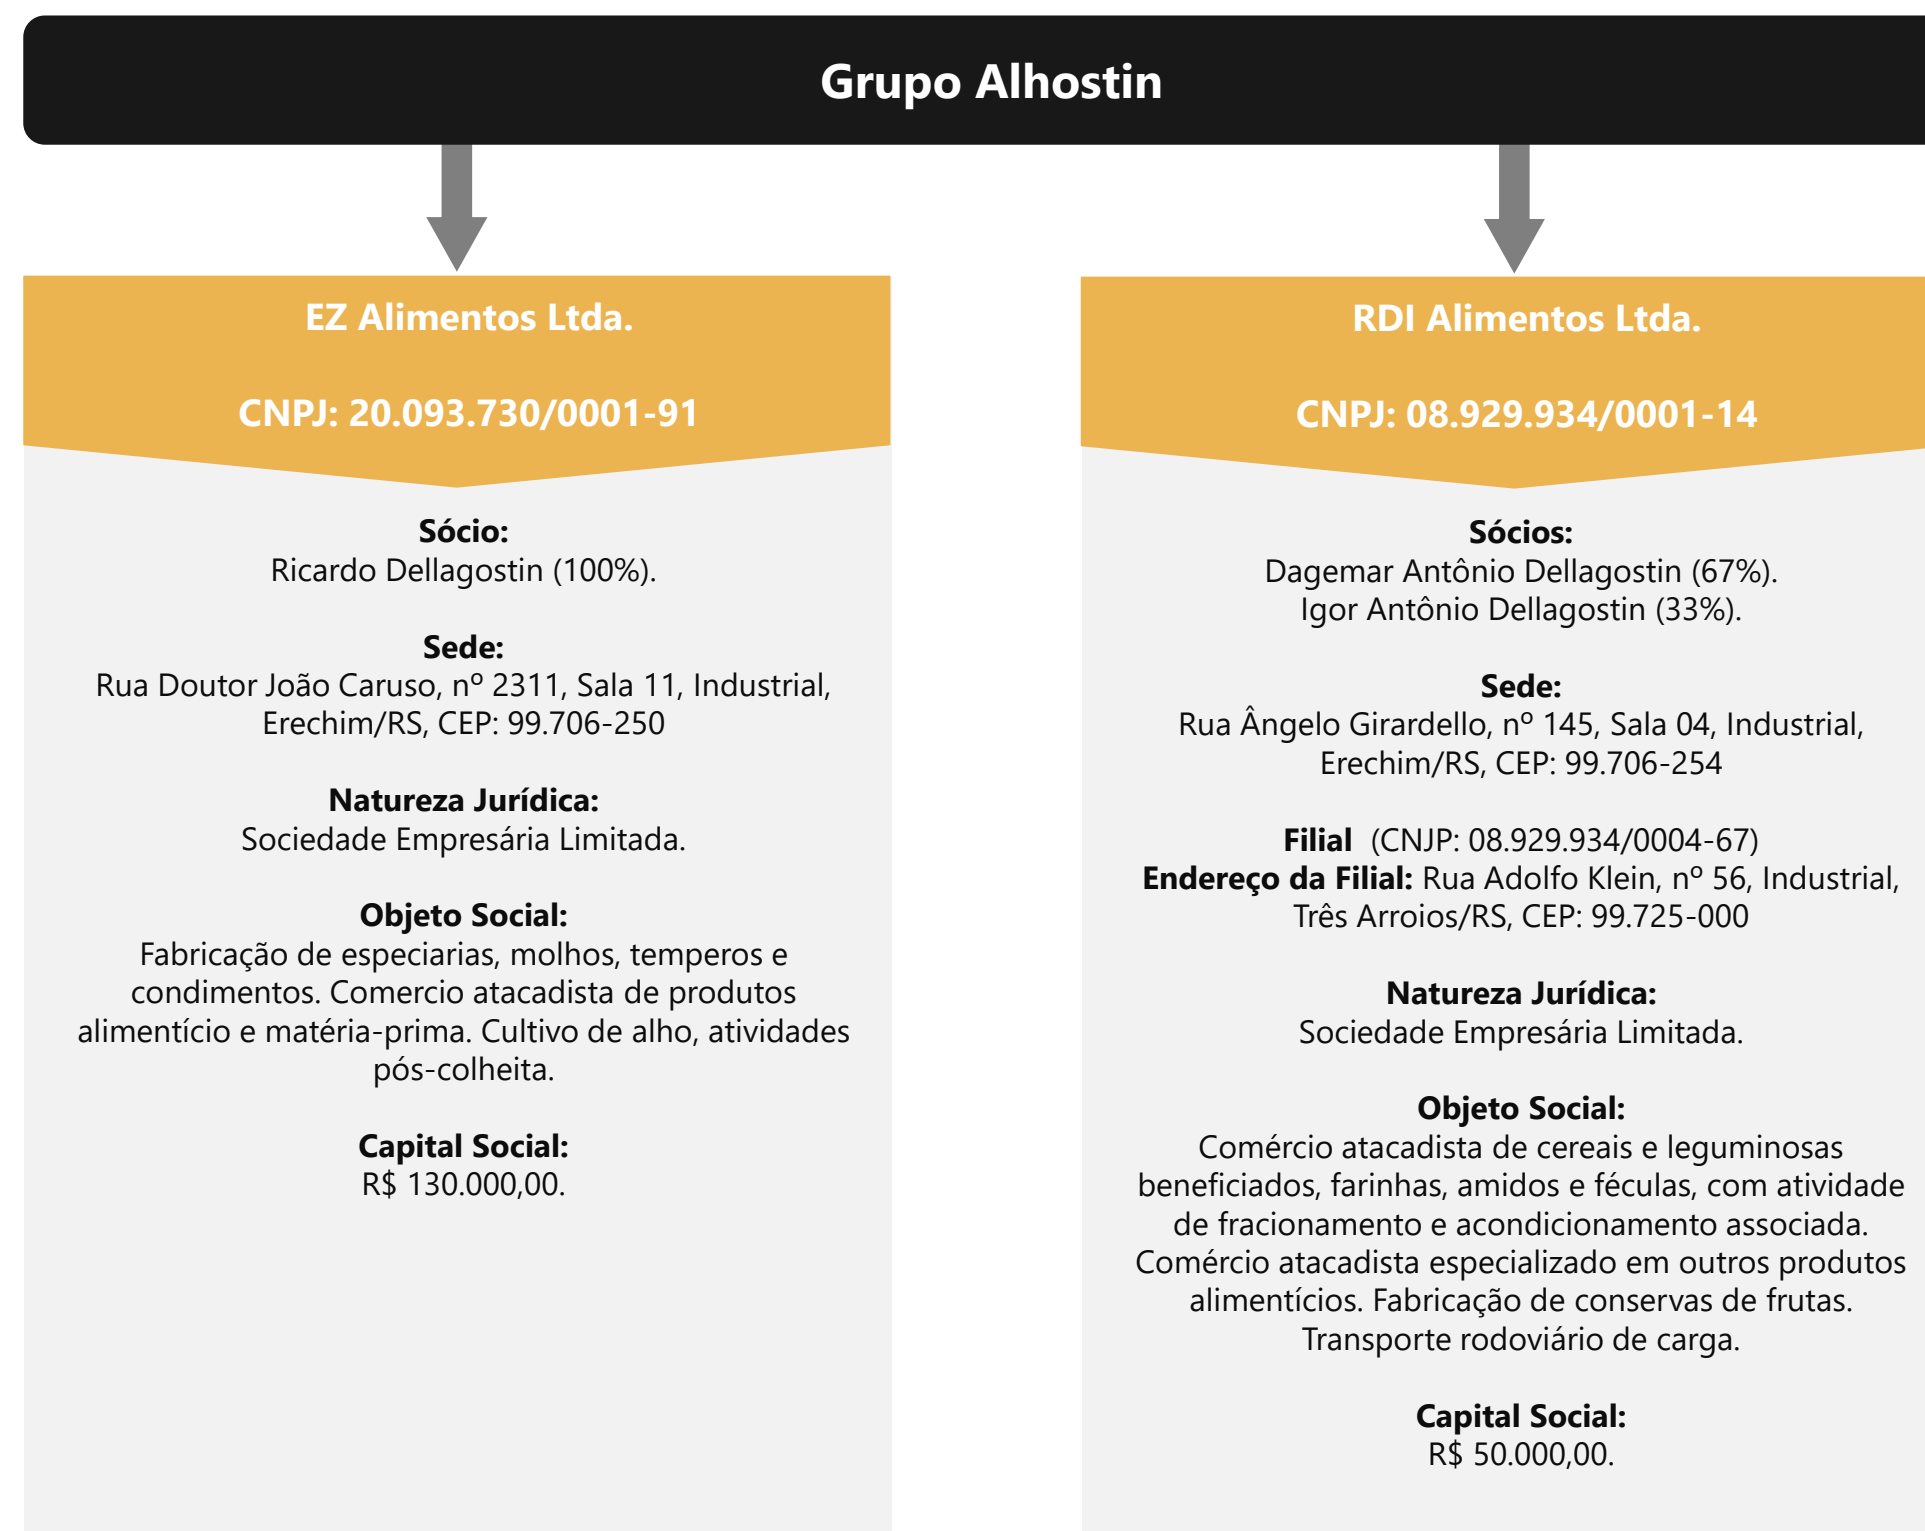 Grupo Alhostin
EZ Alimentos Ltda.
CNPJ: 20.093.730/0001-91
Sócio:
Ricardo Dellagostin (100%).
Sede:
Rua Doutor João Caruso, nº 2311, Sala 11, Industrial,
Erechim/RS, CEP: 99.706-250
Natureza Jurídica:
Sociedade Empresária Limitada.
Objeto Social:
Fabricação de especiarias, molhos, temperos e
condimentos. Comercio atacadista de produtos
alimentício e matéria-prima. Cultivo de alho, atividades
pós-colheita.
Capital Social:
R$ 130.000,00.
RDI Alimentos Ltda.
CNPJ: 08.929.934/0001-14
Sócios:
Dagemar Antônio Dellagostin (67%).
Igor Antônio Dellagostin (33%).
Sede:
Rua Ângelo Girardello, nº 145, Sala 04, Industrial,
Erechim/RS, CEP: 99.706-254
Filial (CNJP: 08.929.934/0004-67)
Endereço da Filial: Rua Adolfo Klein, nº 56, Industrial,
Três Arroios/RS, CEP: 99.725-000
Natureza Jurídica:
Sociedade Empresária Limitada.
Objeto Social:
Comércio atacadista de cereais e leguminosas
beneficiados, farinhas, amidos e féculas, com atividade
de fracionamento e acondicionamento associada.
Comércio atacadista especializado em outros produtos
alimentícios. Fabricação de conservas de frutas.
Transporte rodoviário de carga.
Capital Social:
R$ 50.000,00.